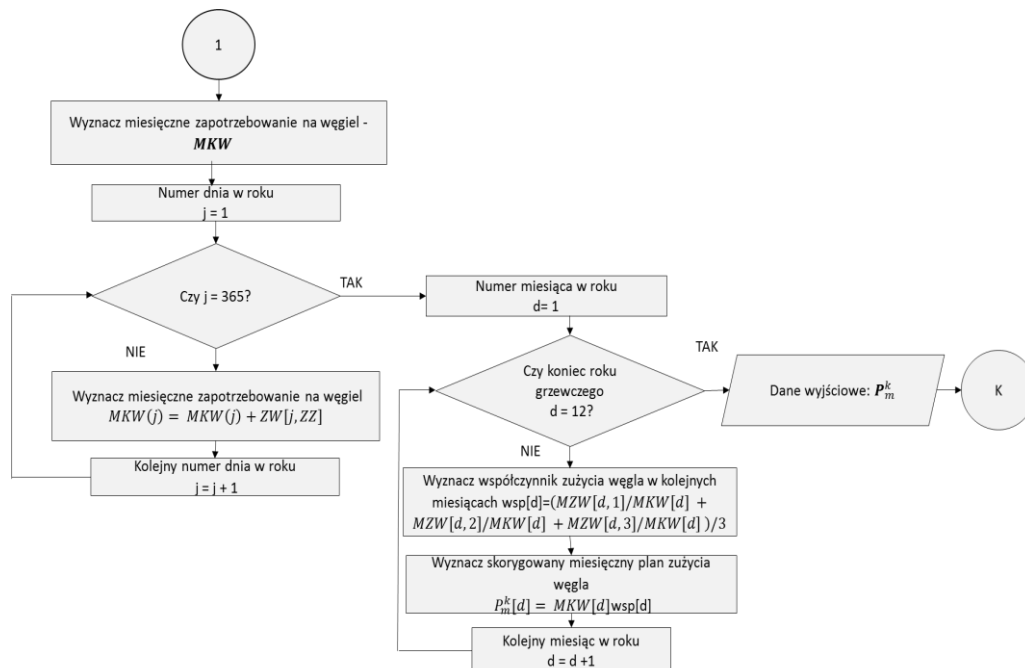 1
Wyznacz miesięczne zapotrzebowanie na węgiel -
MKW
Numer dnia w roku
j = 1
Czy j = 365?
TAK
NIE
Wyznacz miesięczne zapotrzebowanie na węgiel
MKW(j) = MKW(j) + ZW[j, ZZ]
Kolejny numer dnia w roku
j = j + 1
Numer miesiąca w roku
d= 1
Czy koniec roku
grzewczego
d = 12?
TAK
NIE
Dane wyjściowe: P_m^k
K
Wyznacz współczynnik zużycia węgla w kolejnych
miesiącach wsp[d]=(MZW[d, 1]/MKW[d] +
MZW[d, 2]/MKW[d] + MZW[d, 3]/MKW[d] )/3
Wyznacz skorygowany miesięczny plan zużycia
węgla
P_m^k[d] = MKW[d]wsp[d]
Kolejny miesiąc w roku
d = d +1